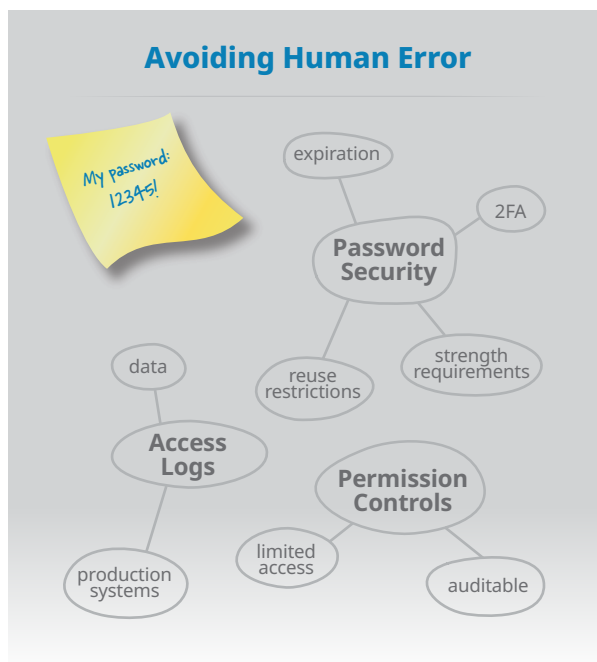 Avoiding Human Error
My password:
12345!
expiration
2FA
Password
Security
strength
requirements
reuse
restrictions
data
Access
Logs
Permission
Controls
limited
access
production
systems
auditable